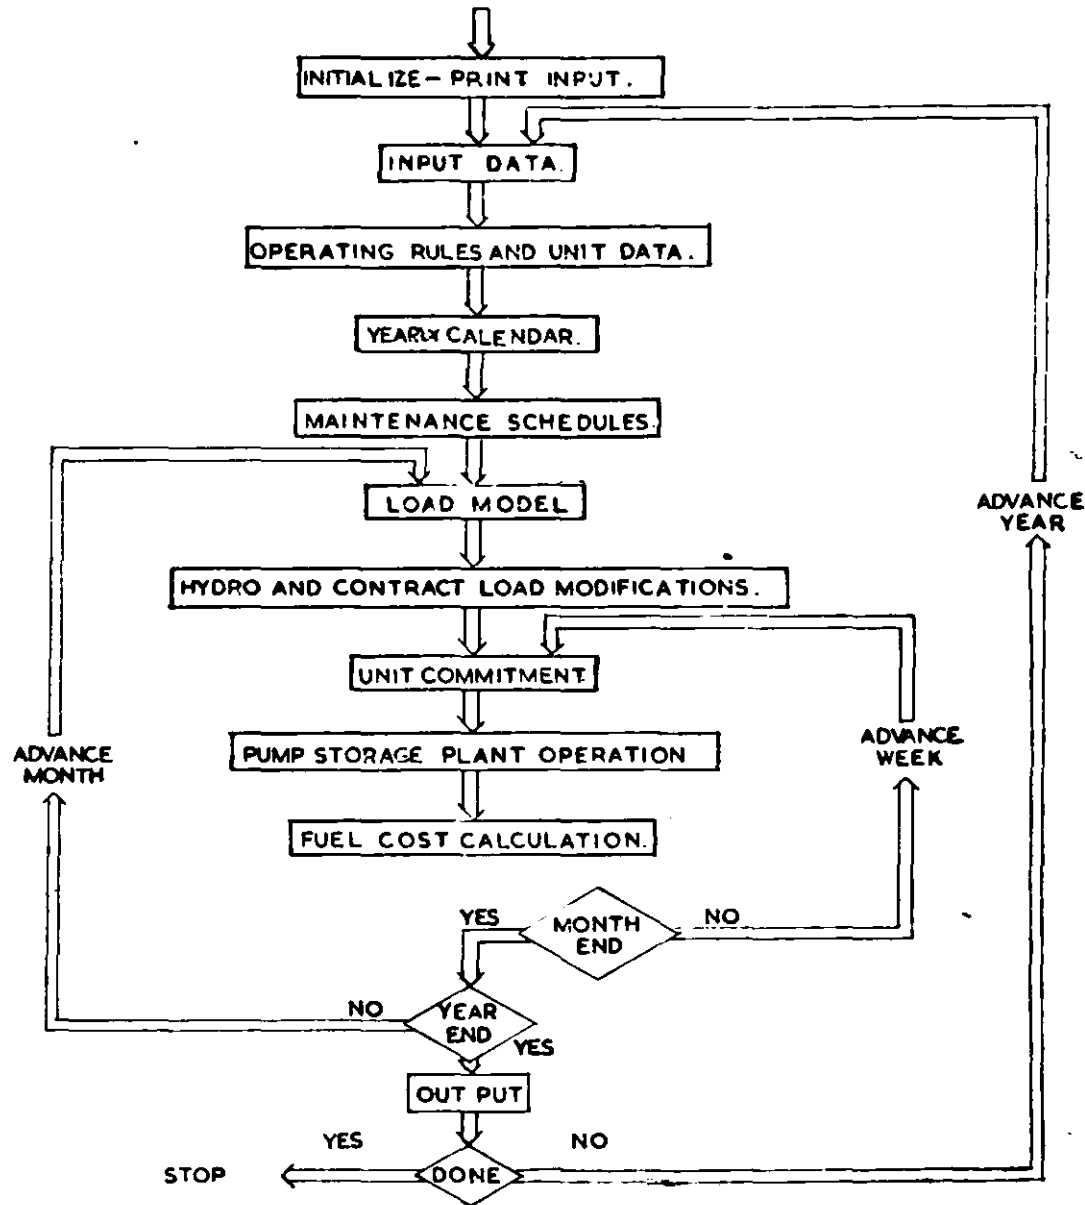 INITIALIZE - PRINT INPUT.
INPUT DATA.
OPERATING RULES AND UNIT DATA.
YEARLY CALENDAR.
MAINTENANCE SCHEDULES.
LOAD MODEL
ADVANCE
YEAR
HYDRO AND CONTRACT LOAD MODIFICATIONS.
UNIT COMMITMENT
PUMP STORAGE PLANT OPERATION
ADVANCE
MONTH
ADVANCE
WEEK
FUEL COST CALCULATION.
YES
MONTH
END
NO
NO
YEAR
END
YES
OUT PUT
YES
NO
STOP
DONE